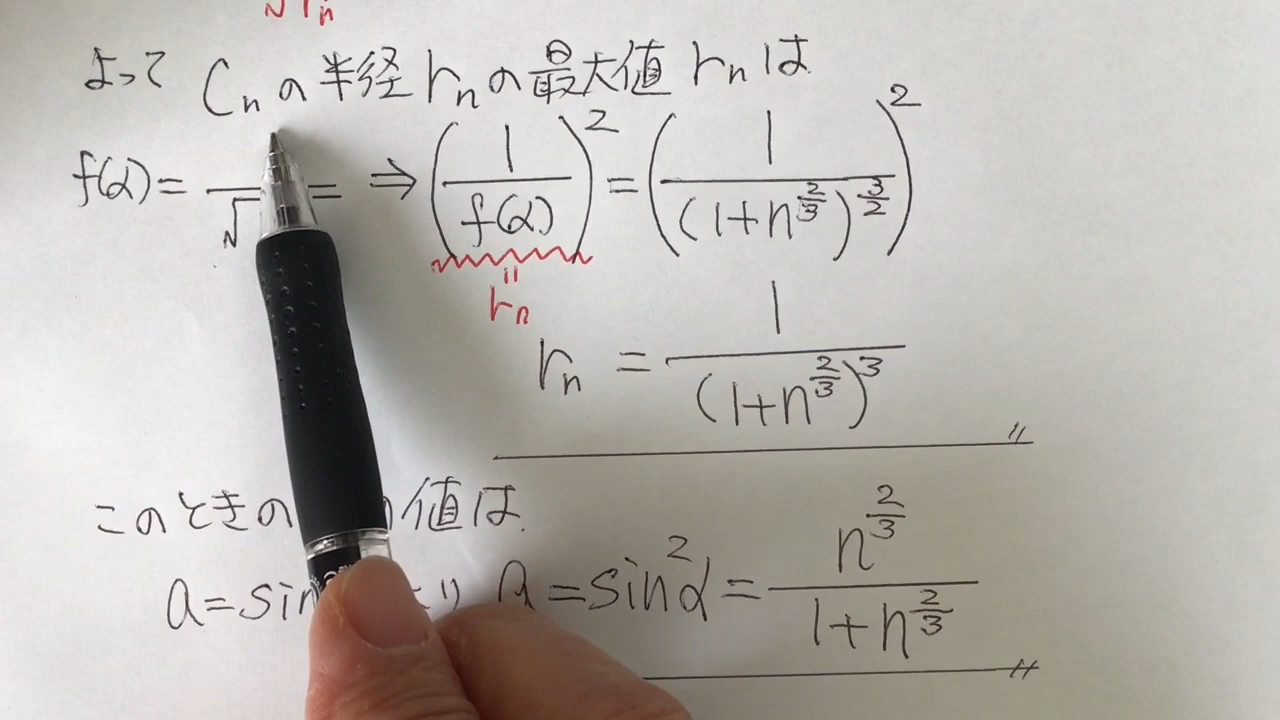 よって Cnの半径 rnの最大値 rnは
f(α)= 1/√ = ⇒ (1/f(α))² = (1/(1+n^(2/3))^(3/2))²
॥
rn
rn = 1/(1+n^(2/3))³
このときの 値は
a=sin より a=sin²α= n^(2/3)/(1+n^(2/3))